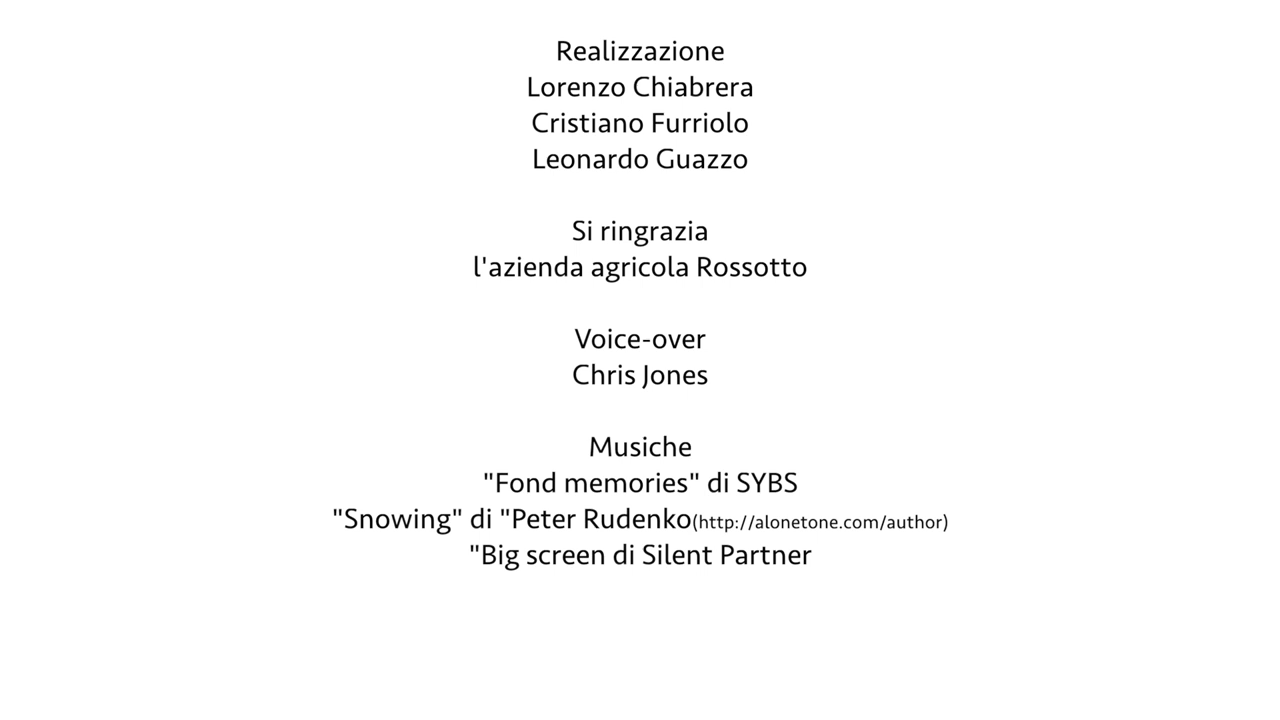 Realizzazione
Lorenzo Chiabrera
Cristiano Furriolo
Leonardo Guazzo
Si ringrazia
l'azienda agricola Rossotto
Voice-over
Chris Jones
Musiche
"Fond memories" di SYBS
"Snowing" di "Peter Rudenko(http://alonetone.com/author)
"Big screen di Silent Partner